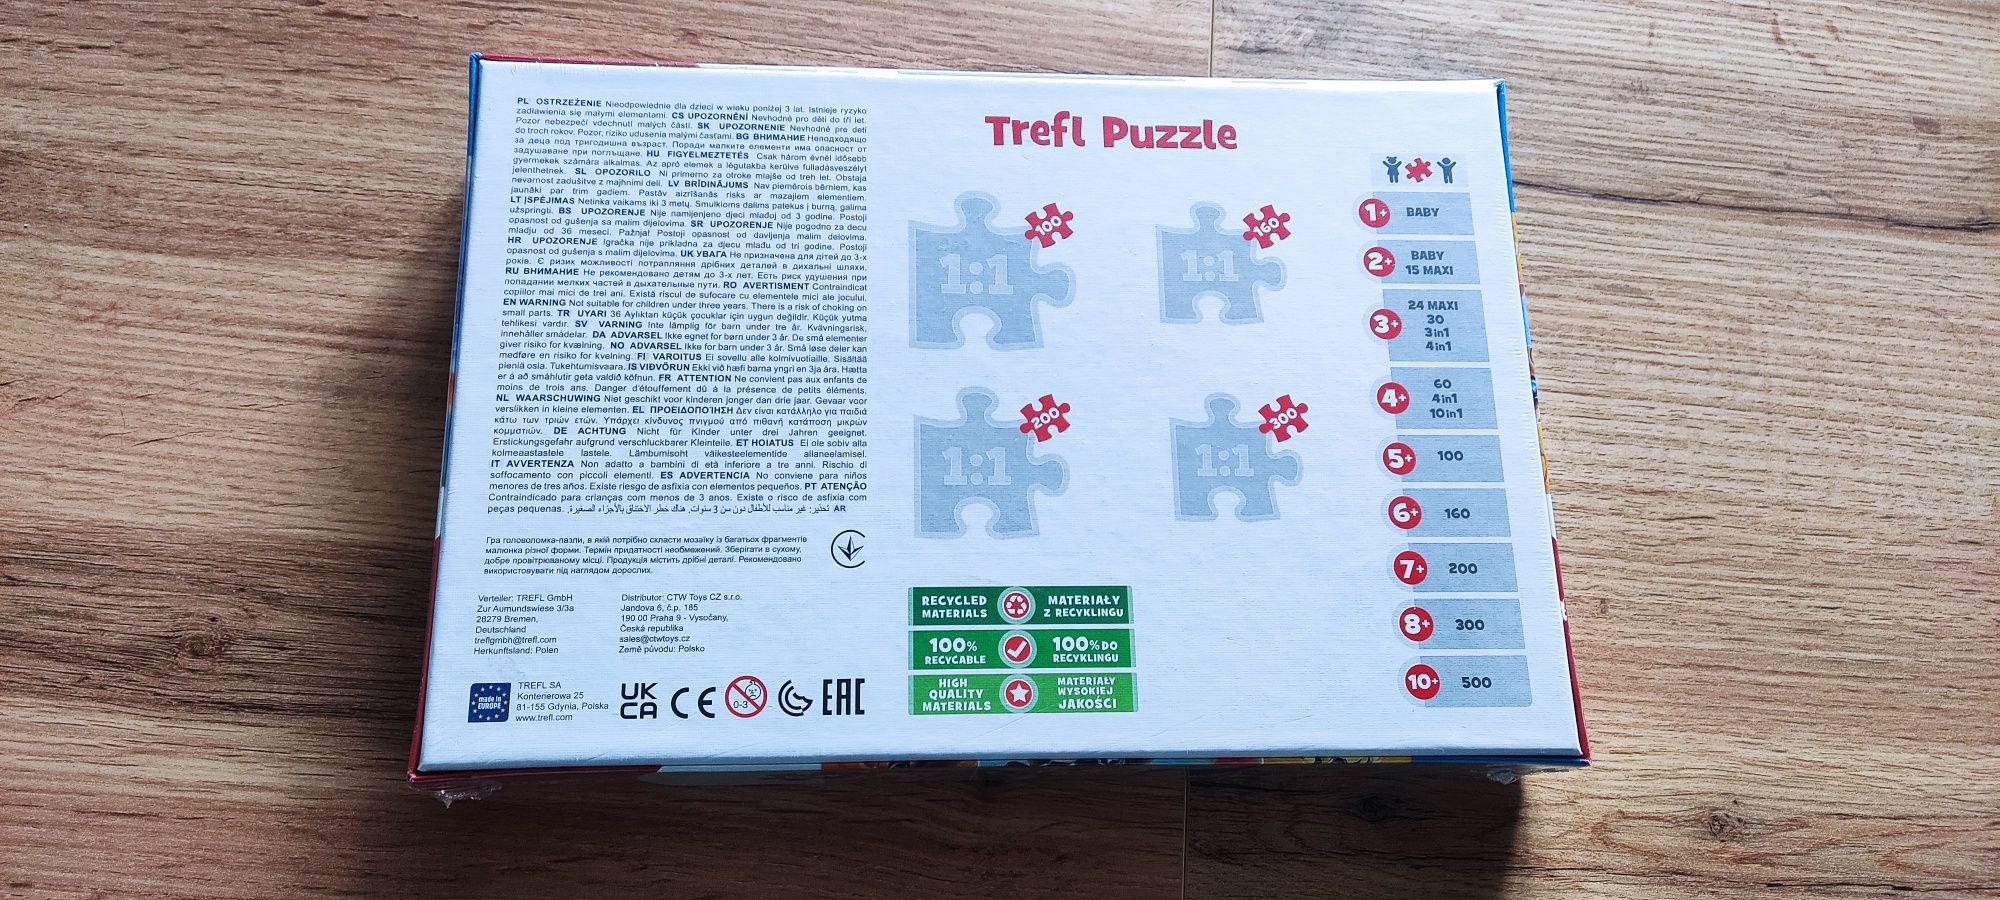 PL OSTRZEŻENIE Nieodpowiednie dla dzieci w wieku poniżej 3 lat. Istnieje ryzyko
zadławienia się małymi elementami. CS UPOZORNĚNÍ Nevhodné pro děti do tří let.
Pozor nebezpečí vdechnutí malých částí. SK UPOZORNENIE Nevhodné pre deti
do troch rokov. Pozor, riziko udusenia malými časťami. BG ВНИМАНИЕ Неподходящо
за деца под тригодишна възраст. Поради малките елементи има опасност от
задушаване при поглъщане. HU FIGYELMEZTETÉS Csak három évnél idősebb
gyermekek számára alkalmas. Az apró elemek a légutakba kerülve fulladásveszélyt
jelenthetnek. SL OPOZORILO Ni primerno za otroke mlajše od treh let. Obstaja
nevarnost zadušitve z majhnimi deli. LV BRĪDINĀJUMS Nav piemērots bērniem, kas
jaunāki par trim gadiem. Pastāv aizrīšanās risks ar mazajiem elementiem.
LT ĮSPĖJIMAS Netinka vaikams iki 3 metų. Smulkioms dalims patekus į burną, galima
užspringti. BS UPOZORENJE Nije namijenjeno djeci mlađoj od 3 godine. Postoji
opasnost od gušenja sa malim dijelovima. SR UPOZORENJE Nije pogodno za decu
mladju od 36 meseci. Pažnja! Postoji opasnost od davljenja malim delovima.
HR UPOZORENJE Igračka nije prikladna za djecu mlađu od tri godine. Postoji
opasnost od gušenja s malim dijelovima. UK УВАГА Не призначена для дітей до 3-х
років. Є ризик можливості потрапляння дрібних деталей в дихальні шляхи.
RU ВНИМАНИЕ Не рекомендовано детям до 3-х лет. Есть риск удушения при
попадании мелких частей в дыхательные пути. RO AVERTISMENT Contraindicat
copiilor mai mici de trei ani. Există riscul de sufocare cu elementele mici ale jocului.
EN WARNING Not suitable for children under three years. There is a risk of choking on
small parts. TR UYARI 36 Aylıktan küçük çocuklar için uygun değildir. Küçük yutma
tehlikesi vardır. SV VARNING Inte lämplig för barn under tre år. Kvävningsrisk,
innehåller smådelar. DA ADVARSEL Ikke egnet for børn under 3 år. De små elementer
giver risiko for kvælning. NO ADVARSEL Ikke for barn under 3 år. Små løse deler kan
medføre en risiko for kvelning. FI VAROITUS Ei sovellu alle kolmivuotiaille. Sisältää
pieniä osia. Tukehtumisvaara. IS VIÐVÖRUN Ekki við hæfi barna yngri en 3ja ára. Hætta
er á að smáhlutir geta valdið köfnun. FR ATTENTION Ne convient pas aux enfants de
moins de trois ans. Danger d'étouffement dû à la présence de petits éléments.
NL WAARSCHUWING Niet geschikt voor kinderen jonger dan drie jaar. Gevaar voor
verslikken in kleine elementen. EL ΠΡΟΕΙΔΟΠΟΊΗΣΗ Δεν είναι κατάλληλο για παιδιά
κάτω των τριών ετών. Υπάρχει κίνδυνος πνιγμού από πιθανή κατάποση μικρών
κομματιών. DE ACHTUNG Nicht für Kinder unter drei Jahren geeignet.
Erstickungsgefahr aufgrund verschluckbarer Kleinteile. ET HOIATUS Ei ole sobiv alla
kolmeaastastele lastele. Lämbumisoht väikesteelementide allaneelamisel.
IT AVVERTENZA Non adatto a bambini di età inferiore a tre anni. Rischio di
soffocamento con piccoli elementi. ES ADVERTENCIA No conviene para niños
menores de tres años. Existe riesgo de asfixia con elementos pequeños. PT ATENÇÃO
Contraindicado para crianças com menos de 3 anos. Existe o risco de asfixia com
peças pequenas. AR تحذير: غير مناسب للأطفال دون سن 3 سنوات. هناك خطر الاختناق بالأجزاء الصغيرة.
Гра головоломка-пазли, в якій потрібно скласти мозаїку із багатьох фрагментів
малюнка різної форми. Термін придатності необмежений. Зберігати в сухому,
добре провітрюваному місці. Продукція містить дрібні деталі. Рекомендовано
використовувати під наглядом дорослих.
Verteiler: TREFL GmbH
Zur Aumundswiese 3/3a
28279 Bremen,
Deutschland
treflgmbh@trefl.com
Herkunftsland: Polen
Distributor: CTW Toys CZ s.r.o.
Jandova 6, č.p. 185
190 00 Praha 9 - Vysočany,
Česká republika
sales@ctwtoys.cz
Země původu: Polsko
made in
EUROPE
TREFL SA
Kontenerowa 25
81-155 Gdynia, Polska
www.trefl.com
UK
CA
CE
0-3
EAC
Trefl Puzzle
1:1
100
1:1
160
1:1
200
1:1
300
RECYCLED
MATERIALS
MATERIAŁY
Z RECYKLINGU
100%
RECYCABLE
100% DO
RECYKLINGU
HIGH
QUALITY
MATERIALS
MATERIAŁY
WYSOKIEJ
JAKOŚCI
1+ BABY
2+ BABY
15 MAXI
3+ 24 MAXI
30
3in1
4in1
4+ 60
4in1
10in1
5+ 100
6+ 160
7+ 200
8+ 300
10+ 500